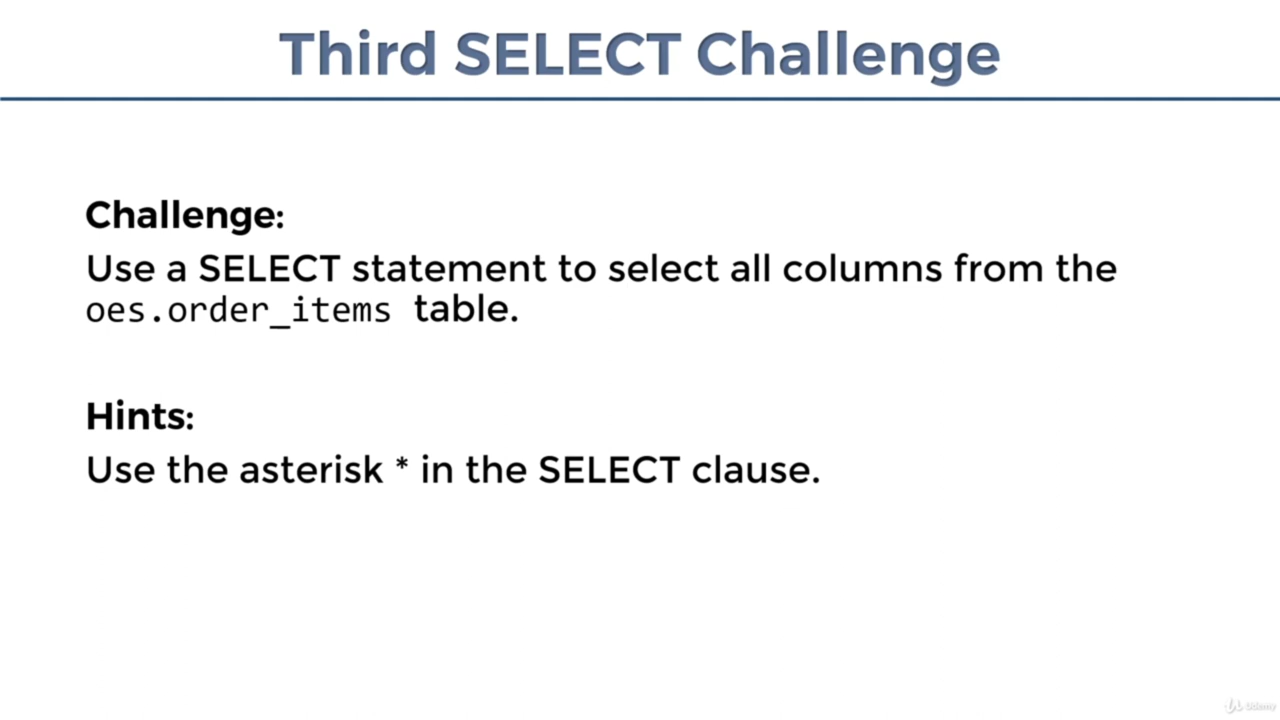 Third SELECT Challenge
Challenge:
Use a SELECT statement to select all columns from the
oes.order_items table.
Hints:
Use the asterisk * in the SELECT clause.
Udemy